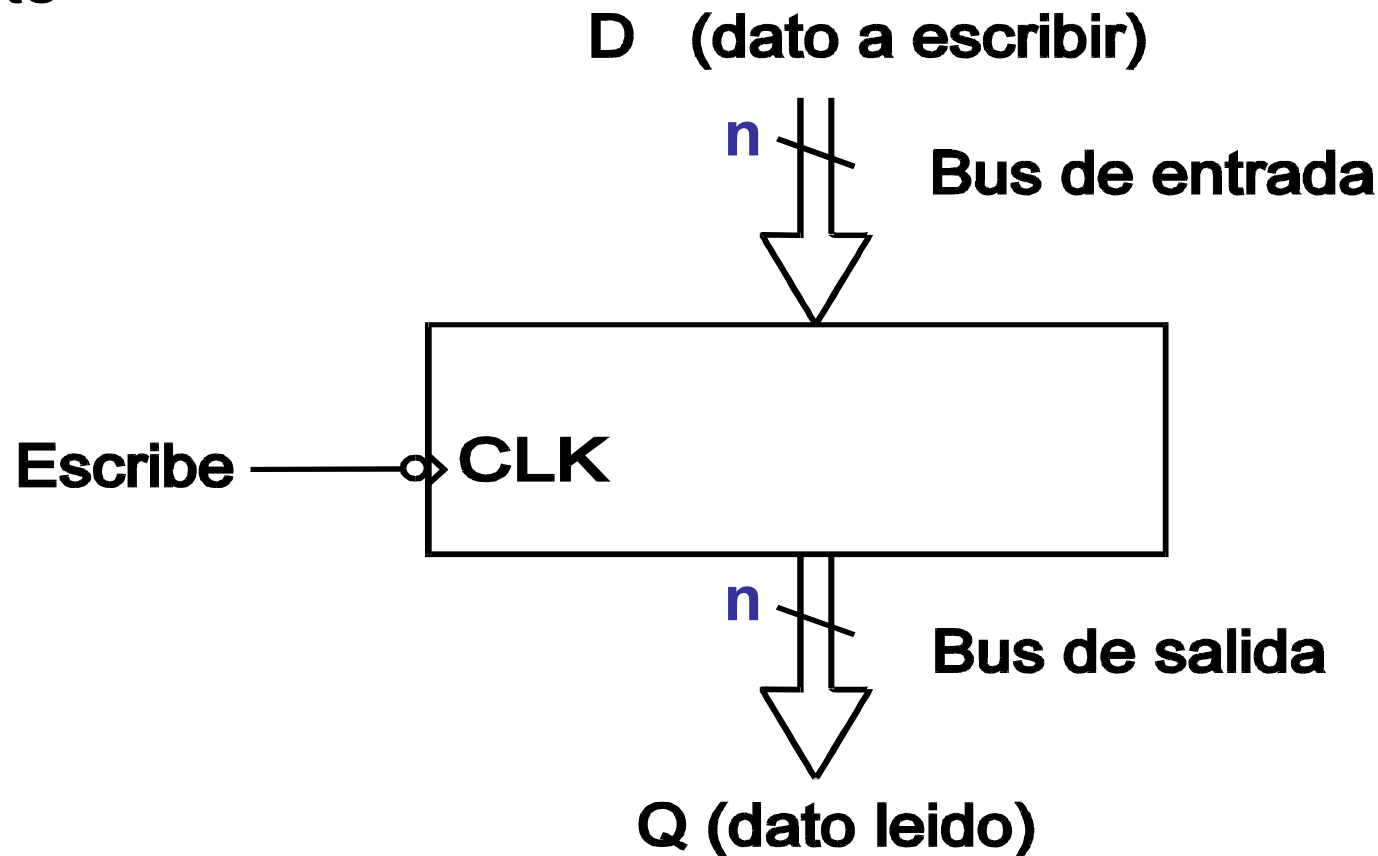 D (dato a escribir)
n
Bus de entrada
Escribe
CLK
n
Bus de salida
Q (dato leido)